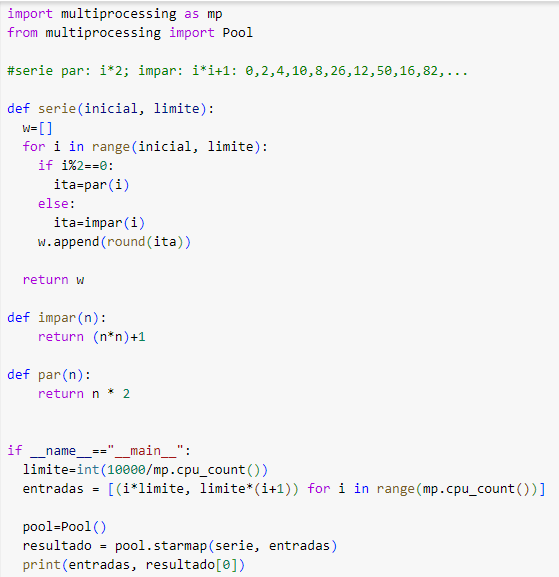 import multiprocessing as mp
from multiprocessing import Pool

#serie par: i*2; impar: i*i+1: 0,2,4,10,8,26,12,50,16,82,...

def serie(inicial, limite):
  w=[]
  for i in range(inicial, limite):
    if i%2==0:
      ita=par(i)
    else:
      ita=impar(i)
    w.append(round(ita))

  return w

def impar(n):
    return (n*n)+1

def par(n):
    return n * 2


if __name__=="__main__":
  limite=int(10000/mp.cpu_count())
  entradas = [(i*limite, limite*(i+1)) for i in range(mp.cpu_count())]

  pool=Pool()
  resultado = pool.starmap(serie, entradas)
  print(entradas, resultado[0])